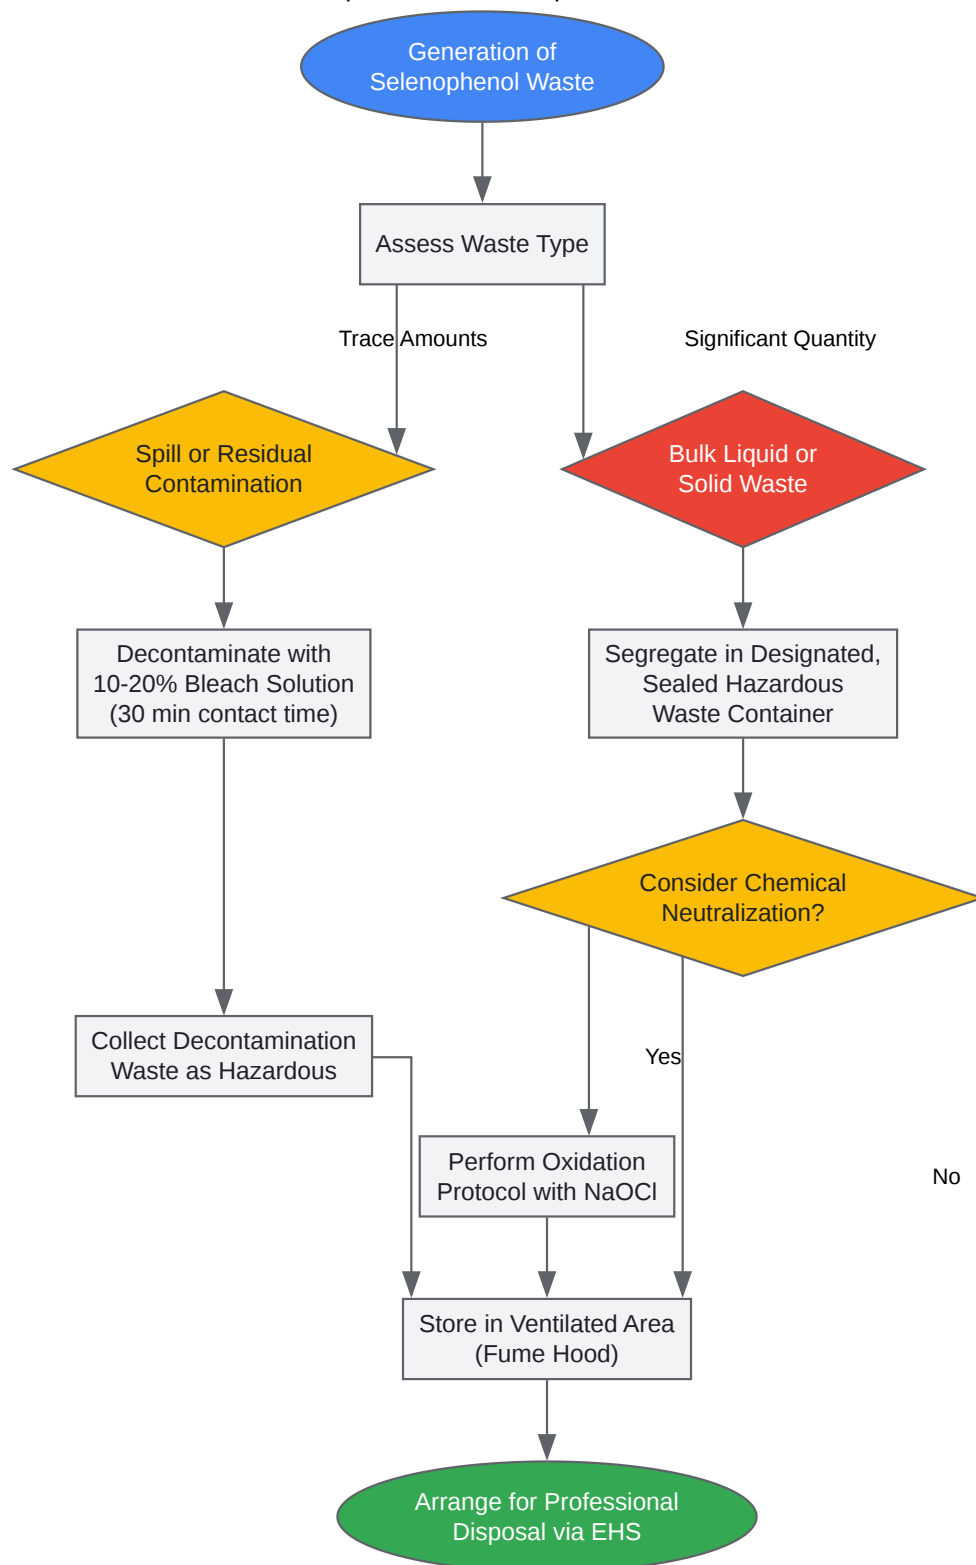 Generation of
Selenophenol Waste
Assess Waste Type
Trace Amounts
Significant Quantity
Spill or Residual
Contamination
Bulk Liquid or
Solid Waste
Decontaminate with
10-20% Bleach Solution
(30 min contact time)
Segregate in Designated,
Sealed Hazardous
Waste Container
Consider Chemical
Neutralization?
Collect Decontamination
Waste as Hazardous
Yes
Perform Oxidation
Protocol with NaOCl
No
Store in Ventilated Area
(Fume Hood)
Arrange for Professional
Disposal via EHS